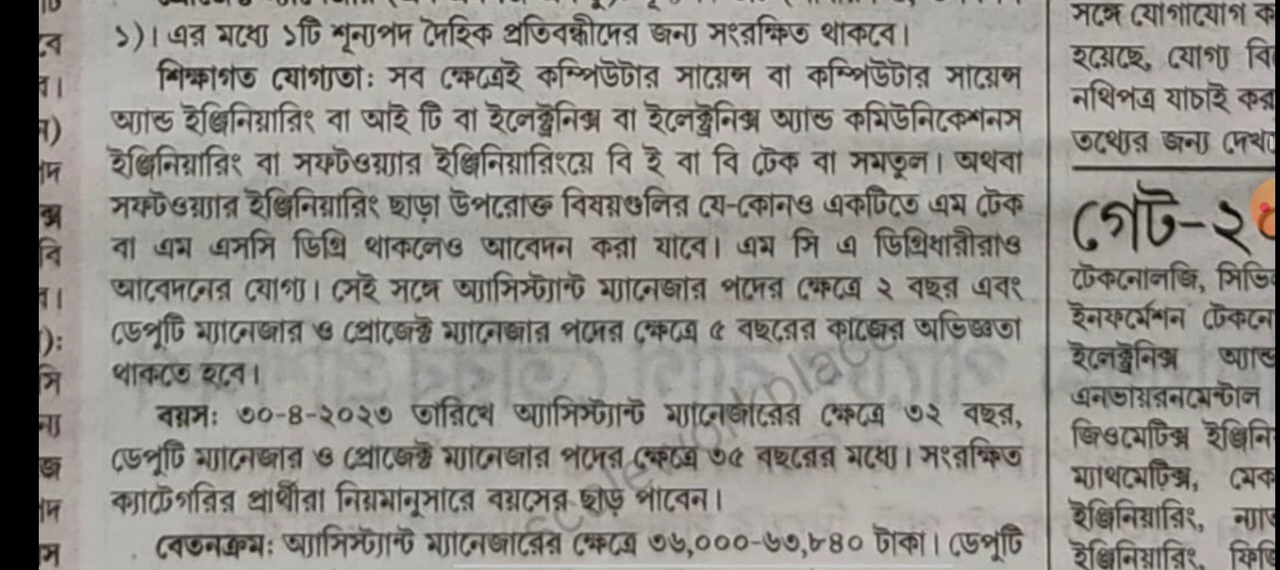 ১)। এর মধ্যে ১টি শূন্যপদ দৈহিক প্রতিবন্ধীদের জন্য সংরক্ষিত থাকবে।
শিক্ষাগত যোগ্যতা: সব ক্ষেত্রেই কম্পিউটার সায়েন্স বা কম্পিউটার সায়েন্স
অ্যান্ড ইঞ্জিনিয়ারিং বা আই টি বা ইলেক্ট্রনিক্স বা ইলেক্ট্রনিক্স অ্যান্ড কমিউনিকেশনস
ইঞ্জিনিয়ারিং বা সফটওয়্যার ইঞ্জিনিয়ারিংয়ে বি ই বা বি টেক বা সমতুল। অথবা
সফটওয়্যার ইঞ্জিনিয়ারিং ছাড়া উপরোক্ত বিষয়গুলির যে-কোনও একটিতে এম টেক
বা এম এসসি ডিগ্রি থাকলেও আবেদন করা যাবে। এম সি এ ডিগ্রিধারীরাও
আবেদনের যোগ্য। সেই সঙ্গে অ্যাসিস্ট্যান্ট ম্যানেজার পদের ক্ষেত্রে ২ বছর এবং
ডেপুটি ম্যানেজার ও প্রোজেক্ট ম্যানেজার পদের ক্ষেত্রে ৫ বছরের কাজের অভিজ্ঞতা
থাকতে হবে।
বয়স: ৩০-৪-২০২৩ তারিখে অ্যাসিস্ট্যান্ট ম্যানেজারের ক্ষেত্রে ৩২ বছর,
ডেপুটি ম্যানেজার ও প্রোজেক্ট ম্যানেজার পদের ক্ষেত্রে ৩৫ বছরের মধ্যে। সংরক্ষিত
ক্যাটেগরির প্রার্থীরা নিয়মানুসারে বয়সের ছাড় পাবেন।
বেতনক্রম: অ্যাসিস্ট্যান্ট ম্যানেজারের ক্ষেত্রে ৩৬,০০০-৬৩,৮৪০ টাকা। ডেপুটি
সঙ্গে যোগাযোগ
হয়েছে, যোগ্য
নথিপত্র যাচাই
তথ্যের জন্য
গেট-২
টেকনোলজি,
ইনফর্মেশন
ইলেক্ট্রনিক্স
এনভায়রনমেন্টাল
জিওমেটিক্স
ম্যাথমেটিক্স,
ইঞ্জিনিয়ারিং,
ইঞ্জিনিয়ারিং,